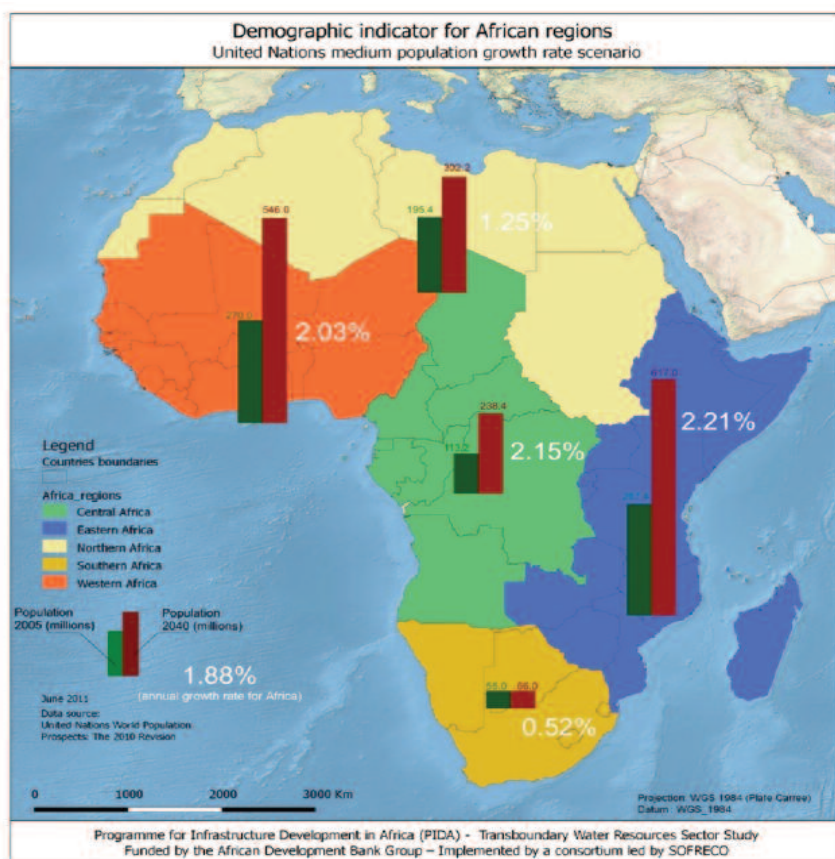 Demographic indicator for African regions
United Nations medium population growth rate scenario
302.2
195.4
1.25%
546.0
2.03%
617.0
2.21%
238.4
2.15%
Legend
Countries boundaries
Africa_regions
Central Africa
Eastern Africa
Northern Africa
Southern Africa
Western Africa
Population
2005 (millions)
Population
2040 (millions)
1.88%
(annual growth rate for Africa)
June 2011
Data source:
United Nations World Population
Prospects: The 2010 Revision
0.52%
0
1000
2000
3000 Km
Projection: WGS 1984 (Plate Carree)
Datum : WGS_1984
Programme for Infrastructure Development in Africa (PIDA) - Transboundary Water Resources Sector Study
Funded by the African Development Bank Group – Implemented by a consortium led by SOFRECO